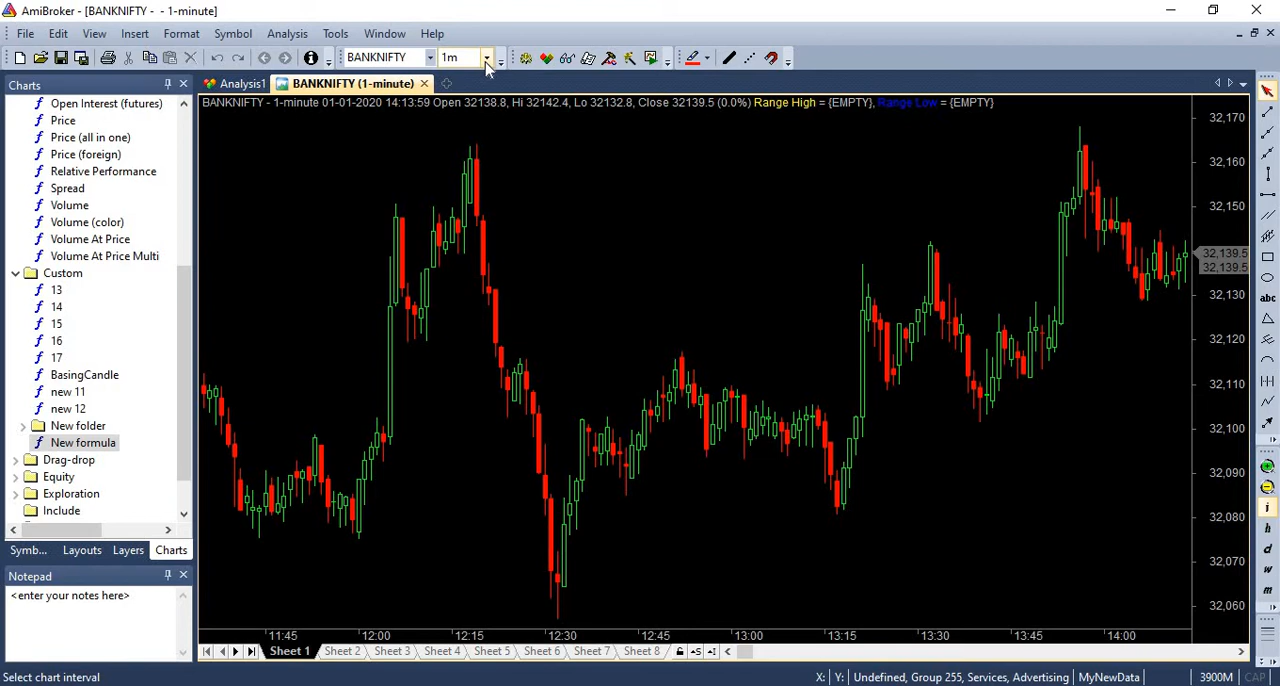 AmiBroker - [BANKNIFTY - - 1-minute]
File Edit View Insert Format Symbol Analysis Tools Window Help
BANKNIFTY 1m
Charts
Analysis1 BANKNIFTY (1-minute)
BANKNIFTY - 1-minute 01-01-2020 14:13:59 Open 32138.8, Hi 32142.4, Lo 32132.8, Close 32139.5 (0.0%) Range High = {EMPTY}, Range Low = {EMPTY}
Open Interest (futures)
Price
Price (all in one)
Price (foreign)
Relative Performance
Spread
Volume
Volume (color)
Volume At Price
Volume At Price Multi
Custom
13
14
15
16
17
BasingCandle
new 11
new 12
New folder
New formula
Drag-drop
Equity
Exploration
Include
Symb... Layouts Layers Charts
Notepad
<enter your notes here>
32,170
32,160
32,150
32,139.5
32,139.5
32,130
32,120
32,110
32,100
32,090
32,080
32,070
32,060
11:45 12:00 12:15 12:30 12:45 13:00 13:15 13:30 13:45 14:00
Sheet 1 Sheet 2 Sheet 3 Sheet 4 Sheet 5 Sheet 6 Sheet 7 Sheet 8
abc
i
h
d
w
m
Select chart interval X: Y: Undefined, Group 255, Services, Advertising MyNewData 3900M CAP